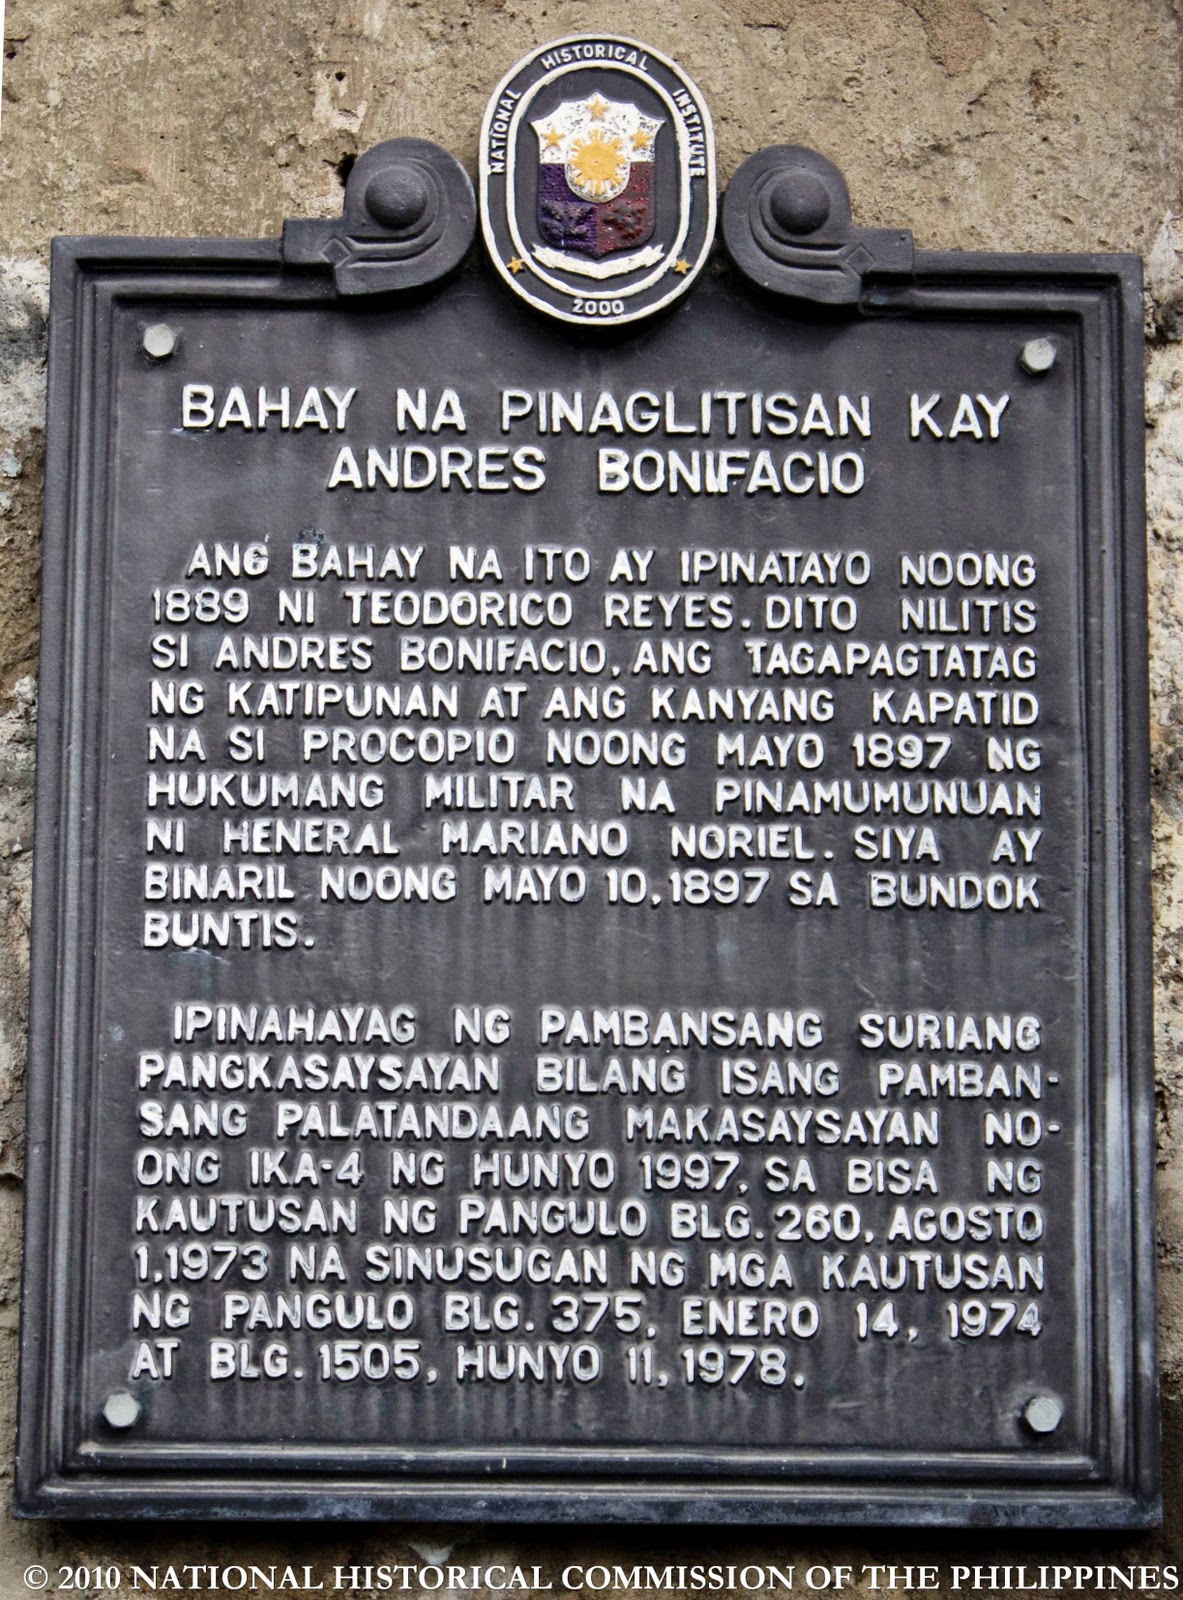 NATIONAL HISTORICAL INSTITUTE
2000
BAHAY NA PINAGLITISAN KAY
ANDRES BONIFACIO
ANG BAHAY NA ITO AY IPINATAYO NOONG
1889 NI TEODORICO REYES. DITO NILITIS
SI ANDRES BONIFACIO, ANG TAGAPAGTATAG
NG KATIPUNAN AT ANG KANYANG KAPATID
NA SI PROCOPIO NOONG MAYO 1897 NG
HUKUMANG MILITAR NA PINAMUMUNUAN
NI HENERAL MARIANO NORIEL. SIYA AY
BINARIL NOONG MAYO 10, 1897 SA BUNDOK
BUNTIS.
IPINAHAYAG NG PAMBANSANG SURIANG
PANGKASAYSAYAN BILANG ISANG PAMBAN-
SANG PALATANDAANG MAKASAYSAYAN NO-
ONG IKA-4 NG HUNYO 1997, SA BISA NG
KAUTUSAN NG PANGULO BLG. 260, AGOSTO
1, 1973 NA SINUSUGAN NG MGA KAUTUSAN
NG PANGULO BLG. 375, ENERO 14, 1974
AT BLG. 1505, HUNYO 11, 1978.
© 2010 NATIONAL HISTORICAL COMMISSION OF THE PHILIPPINES